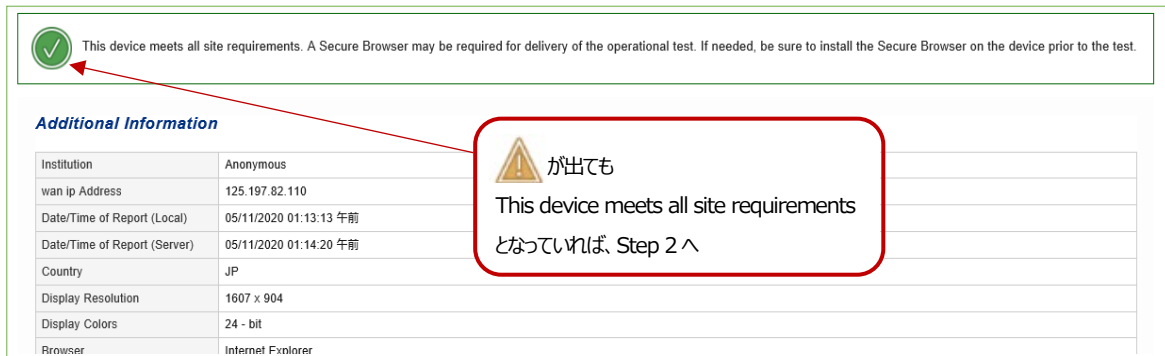 This device meets all site requirements. A Secure Browser may be required for delivery of the operational test. If needed, be sure to install the Secure Browser on the device prior to the test.
Additional Information
が出ても
This device meets all site requirements
となっていれば、Step 2 へ
Institution Anonymous
wan ip Address 125.197.82.110
Date/Time of Report (Local) 05/11/2020 01:13:13 午前
Date/Time of Report (Server) 05/11/2020 01:14:20 午前
Country JP
Display Resolution 1607 x 904
Display Colors 24 - bit
Browser Internet Explorer